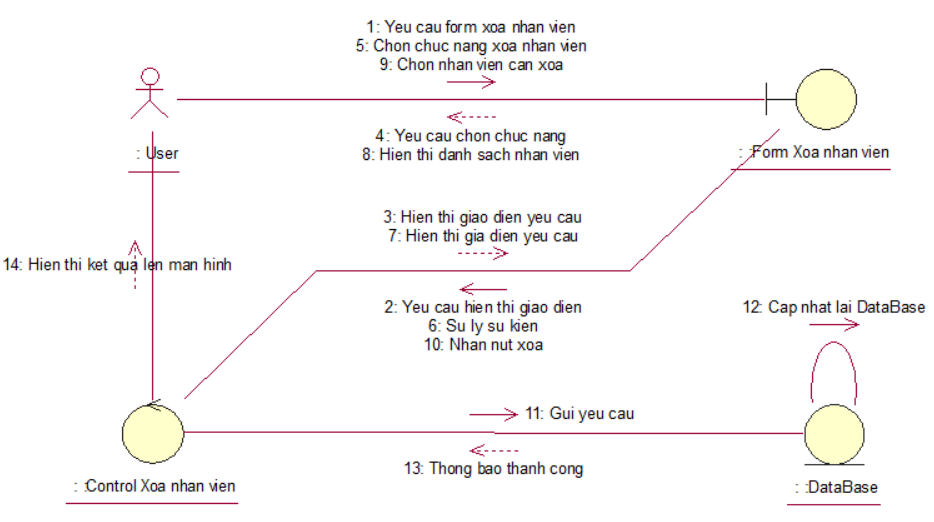 1: Yeu cau form xoa nhan vien
5: Chon chuc nang xoa nhan vien
9: Chon nhan vien can xoa
4: Yeu cau chon chuc nang
8: Hien thi danh sach nhan vien
: User
: :Form Xoa nhan vien
3: Hien thi giao dien yeu cau
7: Hien thi gia dien yeu cau
14: Hien thi ket qua len man hinh
2: Yeu cau hien thi giao dien
6: Su ly su kien
10: Nhan nut xoa
12: Cap nhat lai DataBase
11: Gui yeu cau
13: Thong bao thanh cong
: :Control Xoa nhan vien
: :DataBase